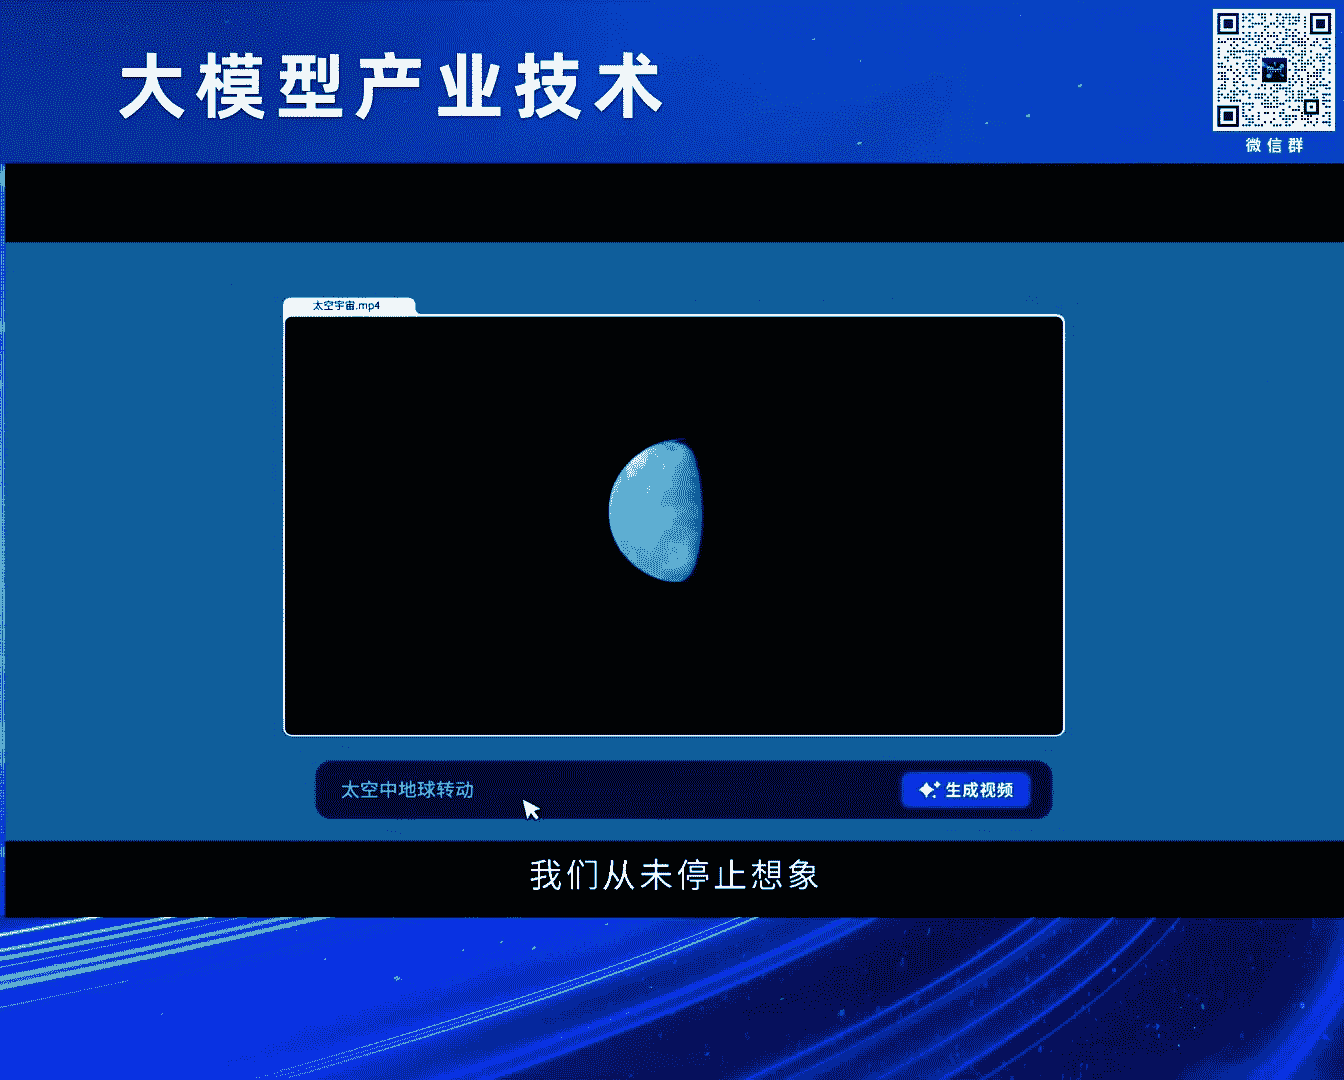 大模型产业技术
微信群
太空宇宙.mp4
太空中地球转动
生成视频
我们从未停止想象